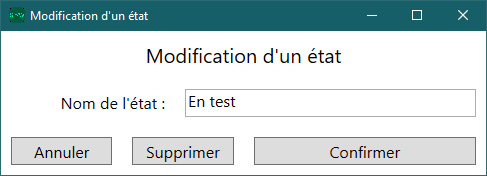 Modification d'un état
Modification d'un état
Nom de l'état : En test
Annuler Supprimer Confirmer